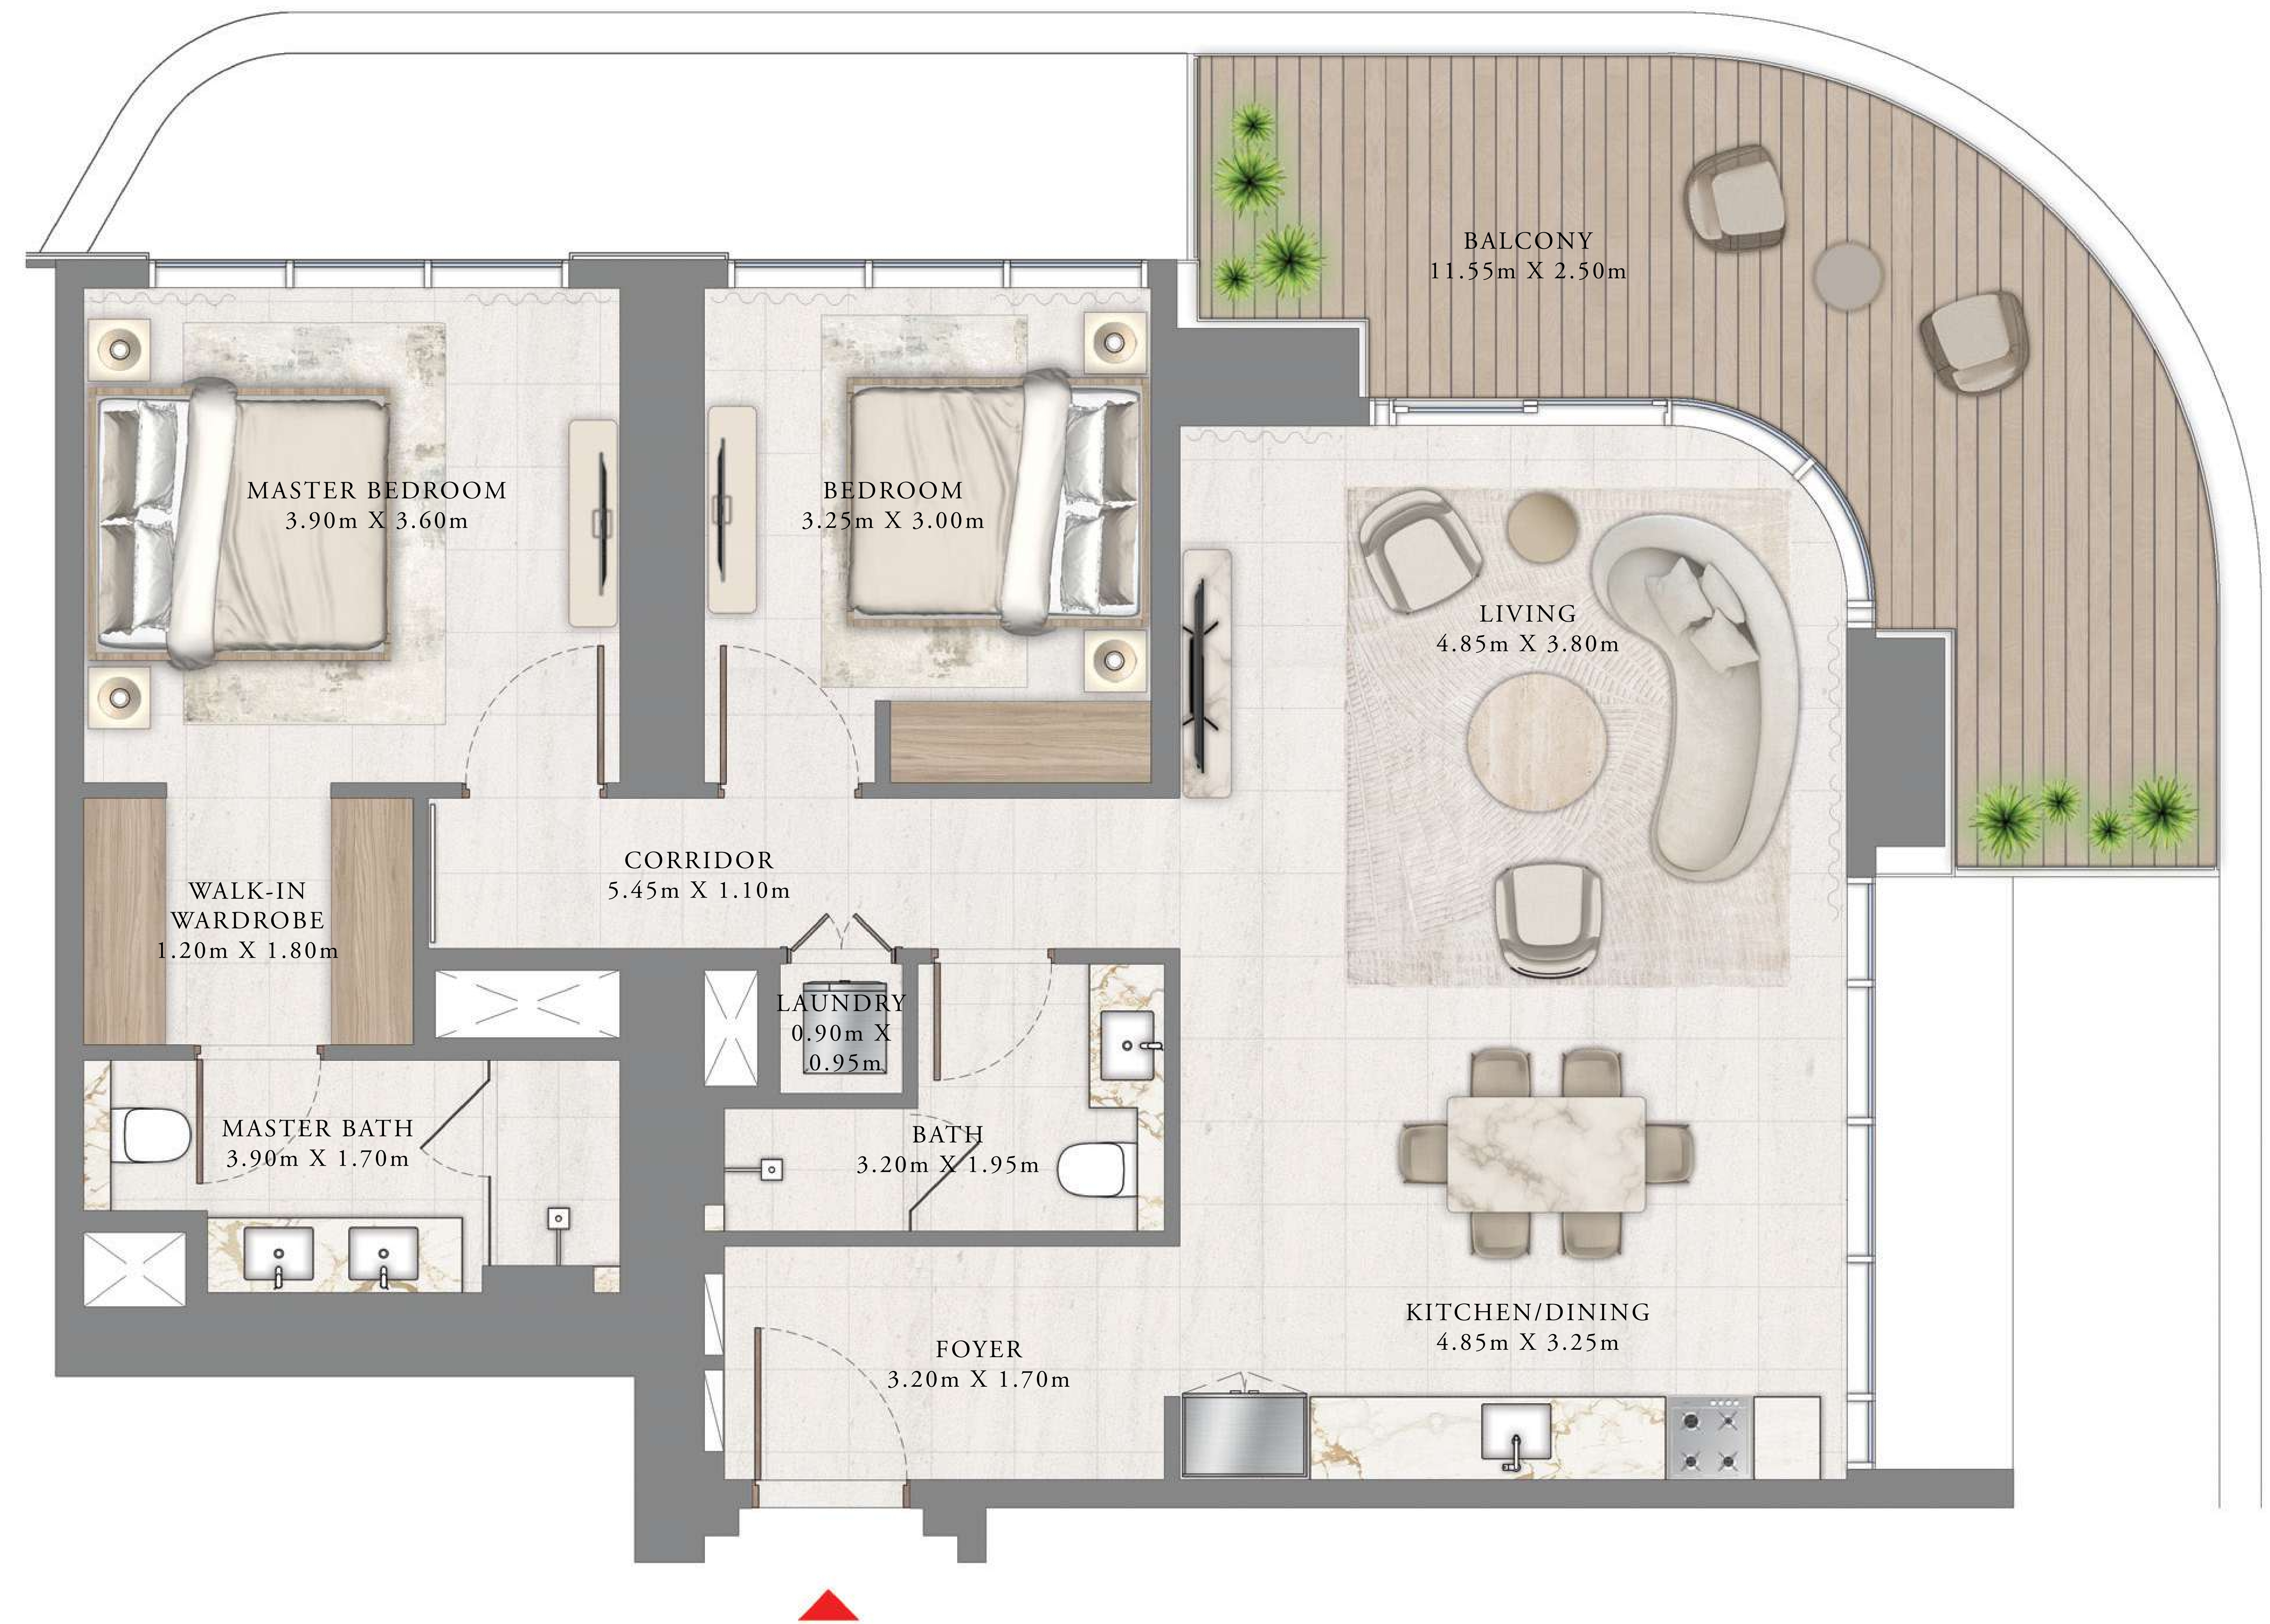 BALCONY
11.55m X 2.50m
MASTER BEDROOM
3.90m X 3.60m
BEDROOM
3.25m X 3.00m
LIVING
4.85m X 3.80m
CORRIDOR
5.45m X 1.10m
WALK-IN
WARDROBE
1.20m X 1.80m
LAUNDRY
0.90m X
0.95m
MASTER BATH
3.90m X 1.70m
BATH
3.20m X 1.95m
KITCHEN/DINING
4.85m X 3.25m
FOYER
3.20m X 1.70m